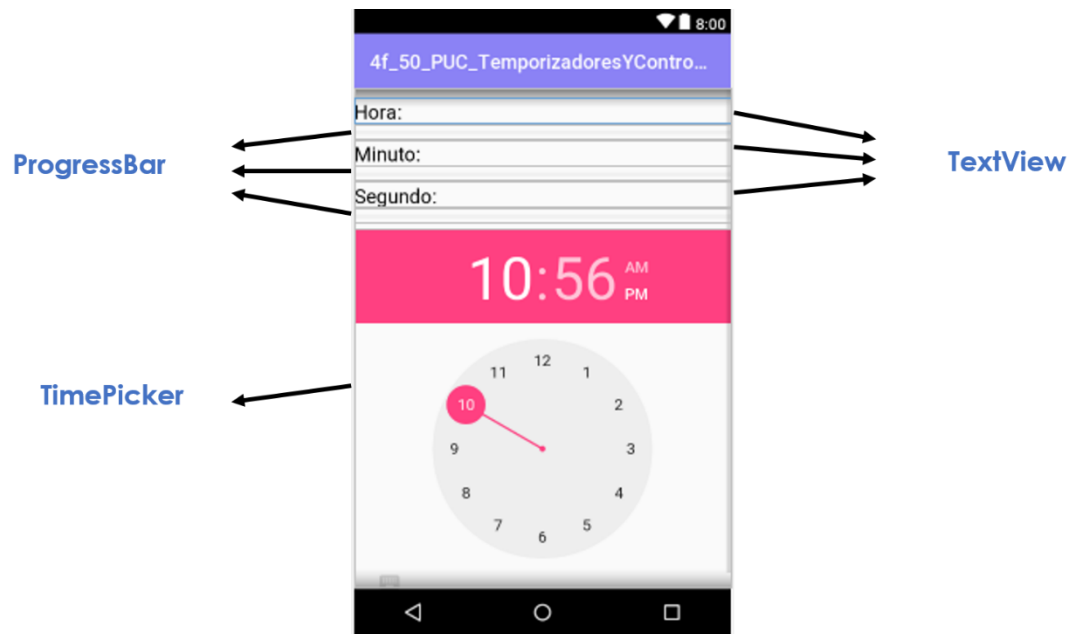 8:00
4f_50_PUC_TemporizadoresYContro...
Hora:
ProgressBar
Minuto:
TextView
Segundo:
10:56
AM
PM
TimePicker
12
11
1
10
2
9
3
8
4
7
5
6